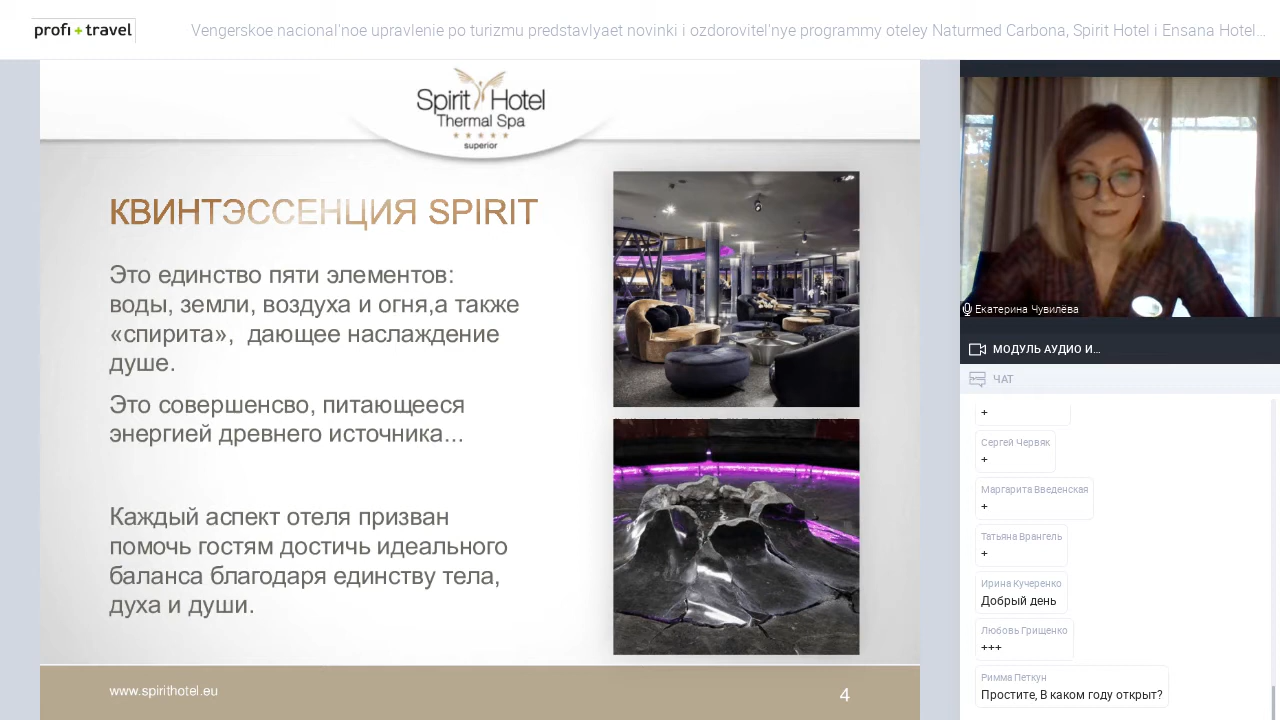 profi+travel
Vengerskoe nacional'noe upravlenie po turizmu predstavlyaet novinki i ozdorovitel'nye programmy oteley Naturmed Carbona, Spirit Hotel i Ensana Hotel...
Spirit Hotel
Thermal Spa
superior
КВИНТЭССЕНЦИЯ SPIRIT
Это единство пяти элементов:
воды, земли, воздуха и огня,а также
«спирита», дающее наслаждение
душе.
Это совершенсво, питающееся
энергией древнего источника...
Каждый аспект отеля призван
помочь гостям достичь идеального
баланса благодаря единству тела,
духа и души.
www.spirithotel.eu
4
Екатерина Чувилёва
МОДУЛЬ АУДИО И...
ЧАТ
+
Сергей Червяк
+
Маргарита Введенская
+
Татьяна Врангель
+
Ирина Кучеренко
Добрый день
Любовь Грищенко
+++
Римма Петкун
Простите, В каком году открыт?